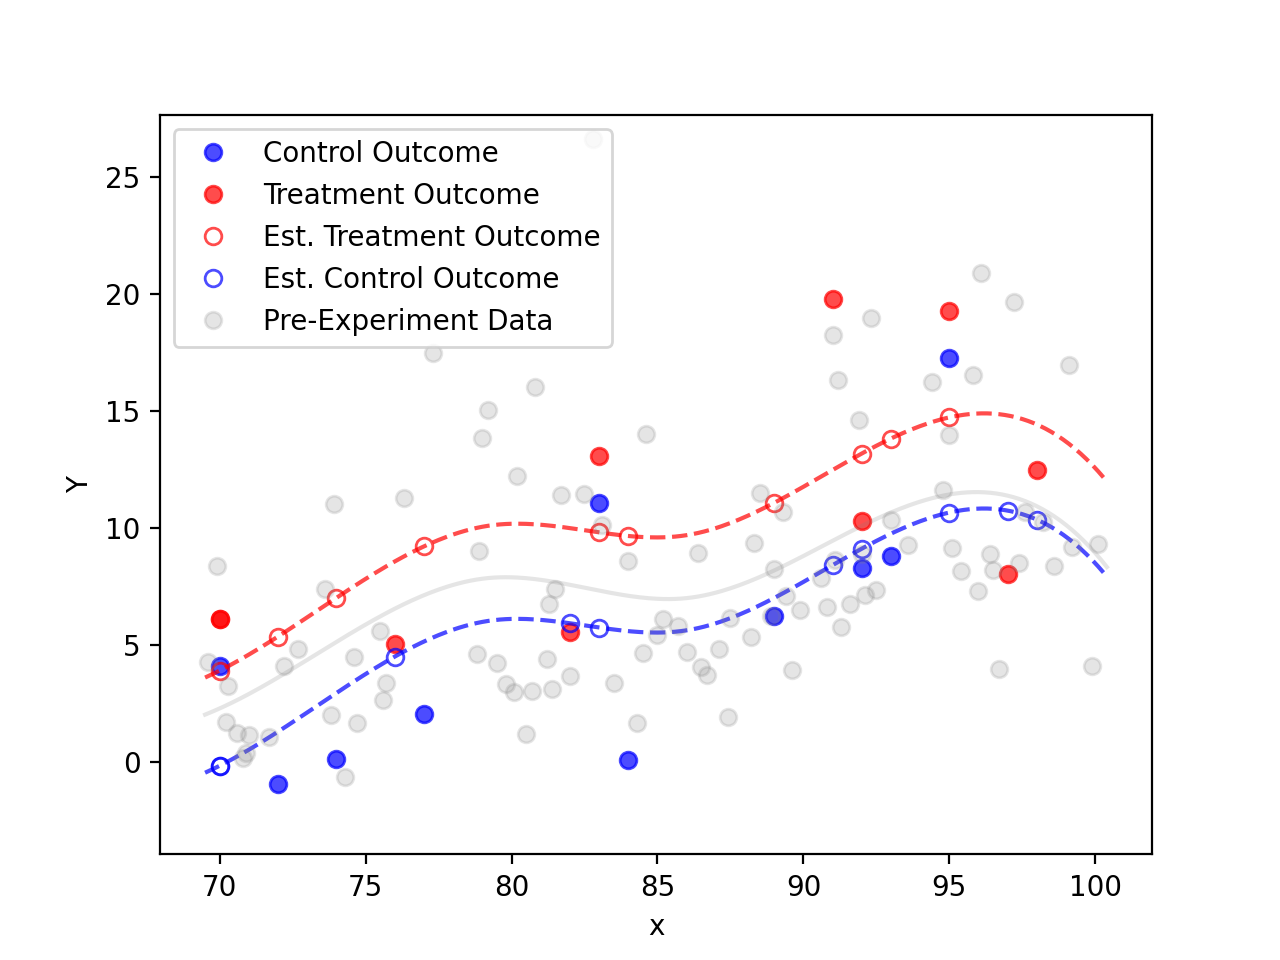 Control Outcome
Treatment Outcome
Est. Treatment Outcome
Est. Control Outcome
Pre-Experiment Data
25
20
15
10
5
0
Y
70 75 80 85 90 95 100
x